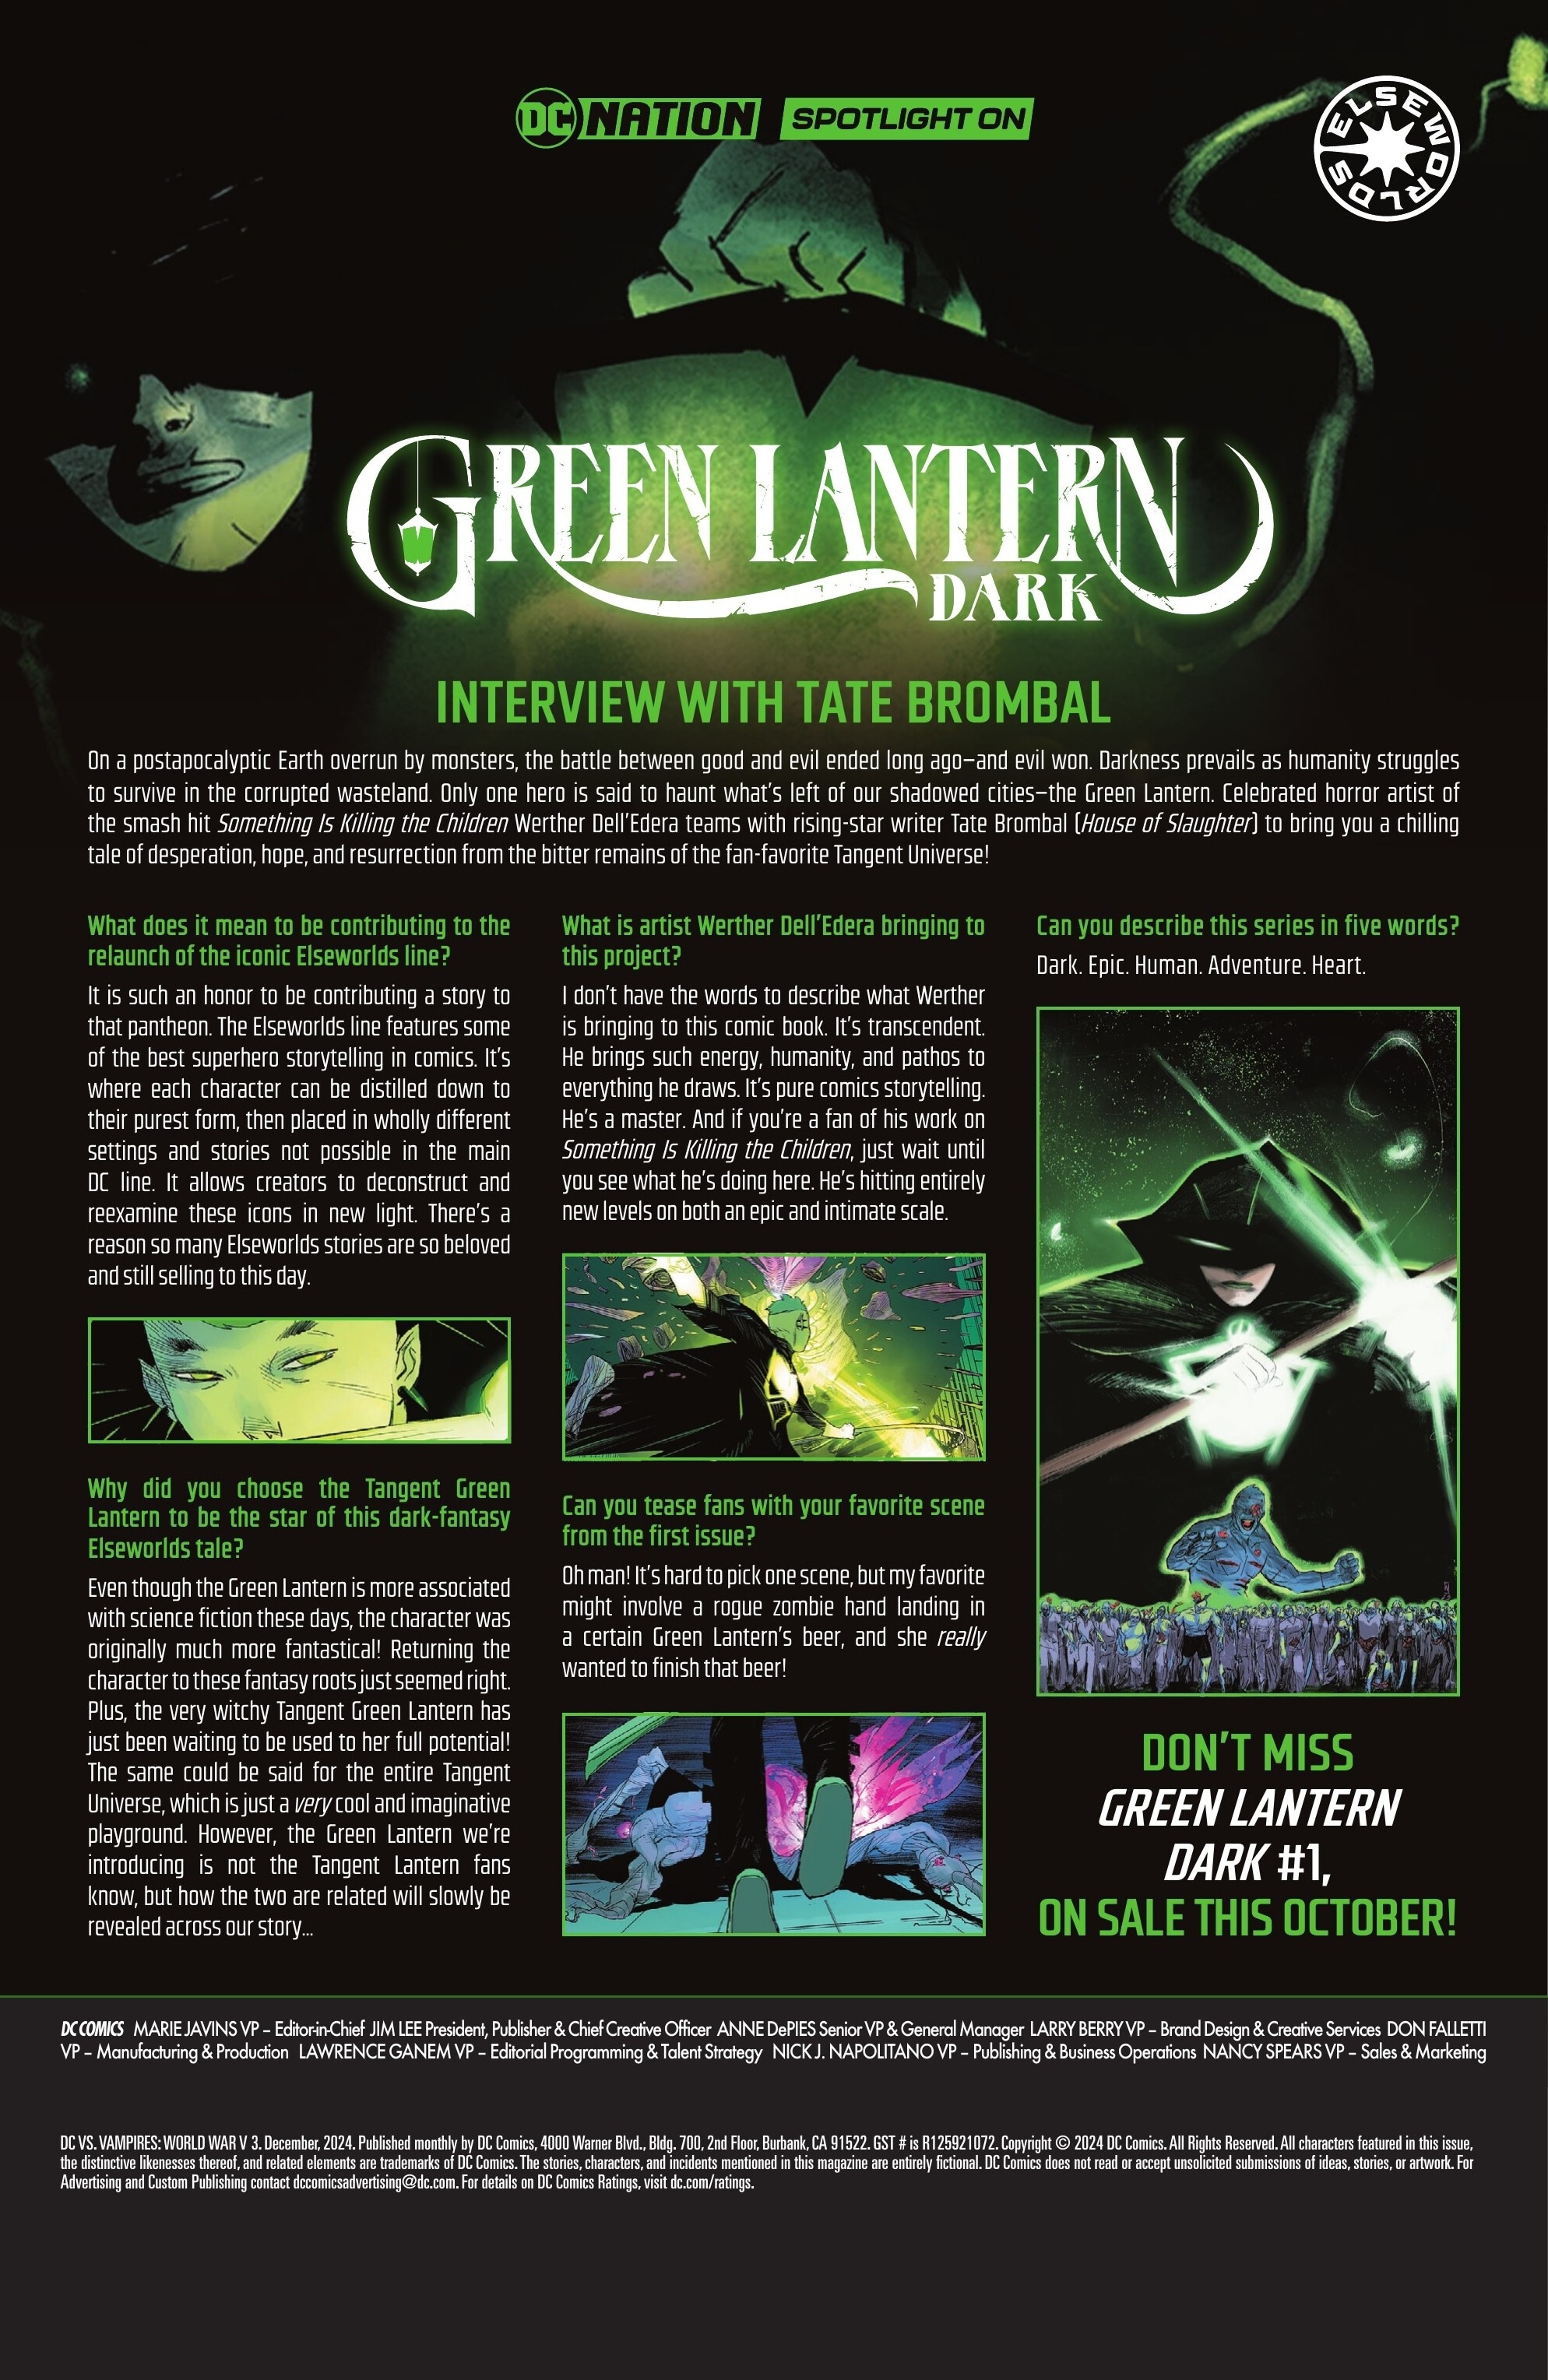 DC NATION SPOTLIGHT ON
ELSEWORLDS
GREEN LANTERN
DARK
INTERVIEW WITH TATE BROMBAL
On a postapocalyptic Earth overrun by monsters, the battle between good and evil ended long ago—and evil won. Darkness prevails as humanity struggles
to survive in the corrupted wasteland. Only one hero is said to haunt what's left of our shadowed cities—the Green Lantern. Celebrated horror artist of
the smash hit Something Is Killing the Children Werther Dell'Edera teams with rising-star writer Tate Brombal (House of Slaughter) to bring you a chilling
tale of desperation, hope, and resurrection from the bitter remains of the fan-favorite Tangent Universe!
What does it mean to be contributing to the
relaunch of the iconic Elseworlds line?
It is such an honor to be contributing a story to
that pantheon. The Elseworlds line features some
of the best superhero storytelling in comics. It's
where each character can be distilled down to
their purest form, then placed in wholly different
settings and stories not possible in the main
DC line. It allows creators to deconstruct and
reexamine these icons in new light. There's a
reason so many Elseworlds stories are so beloved
and still selling to this day.
Why did you choose the Tangent Green
Lantern to be the star of this dark-fantasy
Elseworlds tale?
Even though the Green Lantern is more associated
with science fiction these days, the character was
originally much more fantastical! Returning the
character to these fantasy roots just seemed right.
Plus, the very witchy Tangent Green Lantern has
just been waiting to be used to her full potential!
The same could be said for the entire Tangent
Universe, which is just a very cool and imaginative
playground. However, the Green Lantern we're
introducing is not the Tangent Lantern fans
know, but how the two are related will slowly be
revealed across our story...
What is artist Werther Dell'Edera bringing to
this project?
I don't have the words to describe what Werther
is bringing to this comic book. It's transcendent.
He brings such energy, humanity, and pathos to
everything he draws. It's pure comics storytelling.
He's a master. And if you're a fan of his work on
Something Is Killing the Children, just wait until
you see what he's doing here. He's hitting entirely
new levels on both an epic and intimate scale.
Can you tease fans with your favorite scene
from the first issue?
Oh man! It's hard to pick one scene, but my favorite
might involve a rogue zombie hand landing in
a certain Green Lantern's beer, and she really
wanted to finish that beer!
Can you describe this series in five words?
Dark. Epic. Human. Adventure. Heart.
DON'T MISS
GREEN LANTERN
DARK #1,
ON SALE THIS OCTOBER!
DC COMICS MARIE JAVINS VP – Editor-in-Chief JIM LEE President, Publisher & Chief Creative Officer ANNE DePIES Senior VP & General Manager LARRY BERRY VP – Brand Design & Creative Services DON FALLETTI
VP – Manufacturing & Production LAWRENCE GANEM VP – Editorial Programming & Talent Strategy NICK J. NAPOLITANO VP – Publishing & Business Operations NANCY SPEARS VP – Sales & Marketing
DC VS. VAMPIRES: WORLD WAR V 3. December, 2024. Published monthly by DC Comics, 4000 Warner Blvd., Bldg. 700, 2nd Floor, Burbank, CA 91522. GST # is R125921072. Copyright © 2024 DC Comics. All Rights Reserved. All characters featured in this issue,
the distinctive likenesses thereof, and related elements are trademarks of DC Comics. The stories, characters, and incidents mentioned in this magazine are entirely fictional. DC Comics does not read or accept unsolicited submissions of ideas, stories, or artwork. For
Advertising and Custom Publishing contact dccomicsadvertising@dc.com. For details on DC Comics Ratings, visit dc.com/ratings.